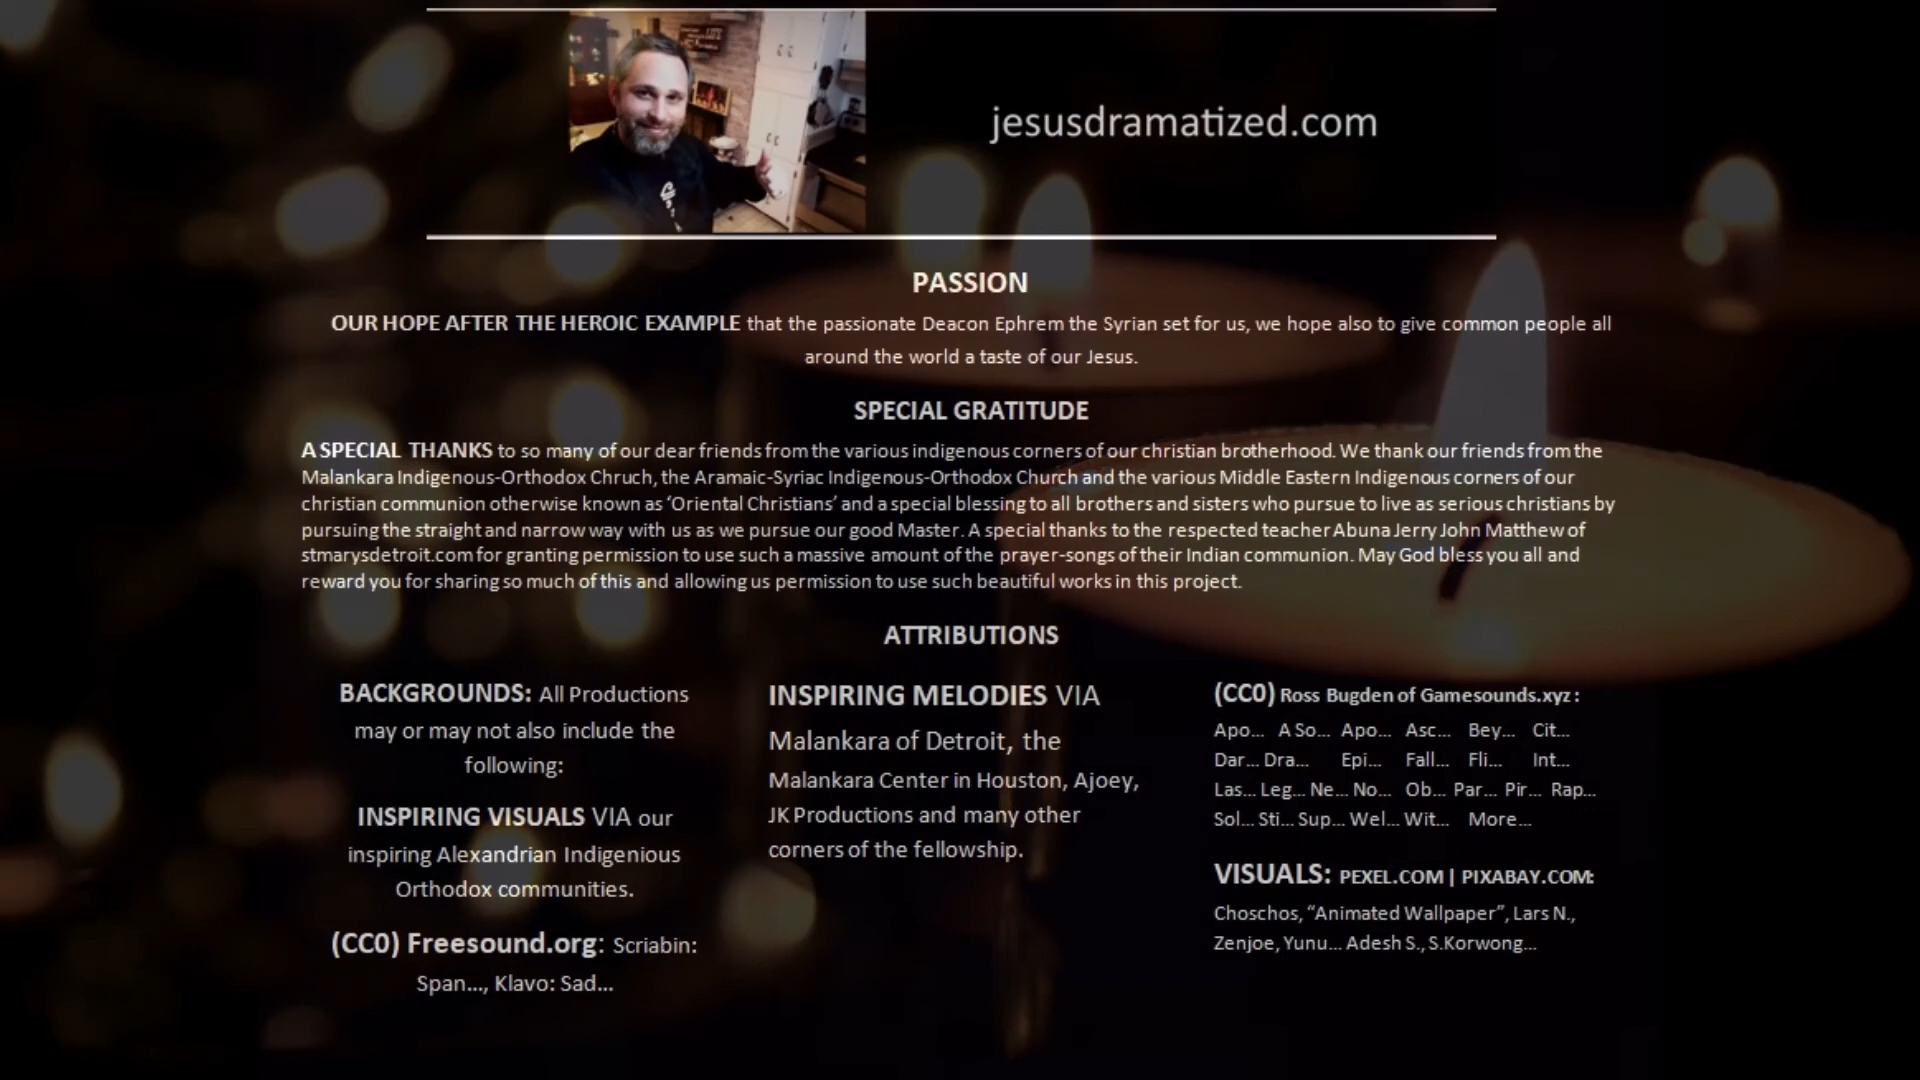 jesusdramatized.com
PASSION
OUR HOPE AFTER THE HEROIC EXAMPLE that the passionate Deacon Ephrem the Syrian set for us, we hope also to give common people all
around the world a taste of our Jesus.
SPECIAL GRATITUDE
A SPECIAL THANKS to so many of our dear friends from the various indigenous corners of our christian brotherhood. We thank our friends from the
Malankara Indigenous-Orthodox Chruch, the Aramaic-Syriac Indigenous-Orthodox Church and the various Middle Eastern Indigenous corners of our
christian communion otherwise known as ‘Oriental Christians’ and a special blessing to all brothers and sisters who pursue to live as serious christians by
pursuing the straight and narrow way with us as we pursue our good Master. A special thanks to the respected teacher Abuna Jerry John Matthew of
stmarysdetroit.com for granting permission to use such a massive amount of the prayer-songs of their Indian communion. May God bless you all and
reward you for sharing so much of this and allowing us permission to use such beautiful works in this project.
ATTRIBUTIONS
BACKGROUNDS: All Productions
may or may not also include the
following:
INSPIRING VISUALS VIA our
inspiring Alexandrian Indigenious
Orthodox communities.
(CC0) Freesound.org: Scriabin:
Span..., Klavo: Sad...
INSPIRING MELODIES VIA
Malankara of Detroit, the
Malankara Center in Houston, Ajoey,
JK Productions and many other
corners of the fellowship.
(CC0) Ross Bugden of Gamesounds.xyz :
Apo... A So... Apo... Asc... Bey... Cit...
Dar... Dra... Epi... Fall... Fli... Int...
Las... Leg... Ne... No... Ob... Par... Pir... Rap...
Sol... Sti... Sup... Wel... Wit... More...
VISUALS: PEXEL.COM | PIXABAY.COM:
Choschos, “Animated Wallpaper”, Lars N.,
Zenjoe, Yunu... Adesh S., S.Korwong...